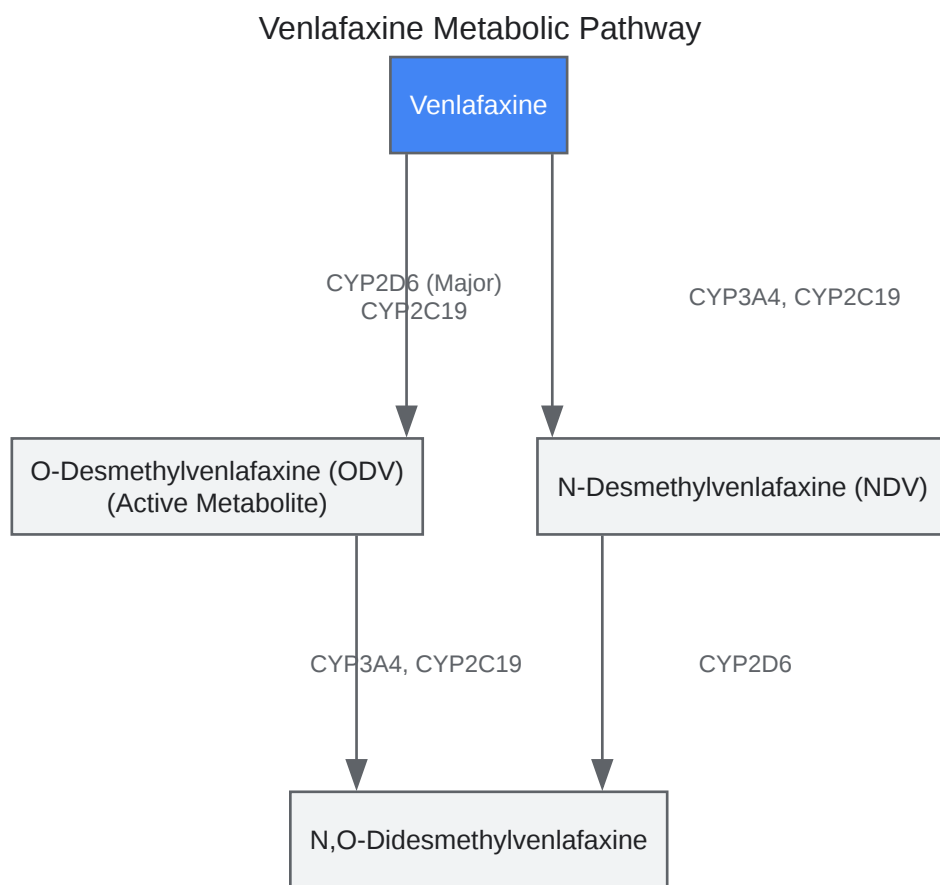 Venlafaxine Metabolic Pathway
Venlafaxine
CYP2D6 (Major)
CYP2C19
CYP3A4, CYP2C19
O-Desmethylvenlafaxine (ODV)
(Active Metabolite)
N-Desmethylvenlafaxine (NDV)
CYP3A4, CYP2C19
CYP2D6
N,O-Didesmethylvenlafaxine